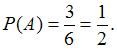 P(A) = 3/6 = 1/2.